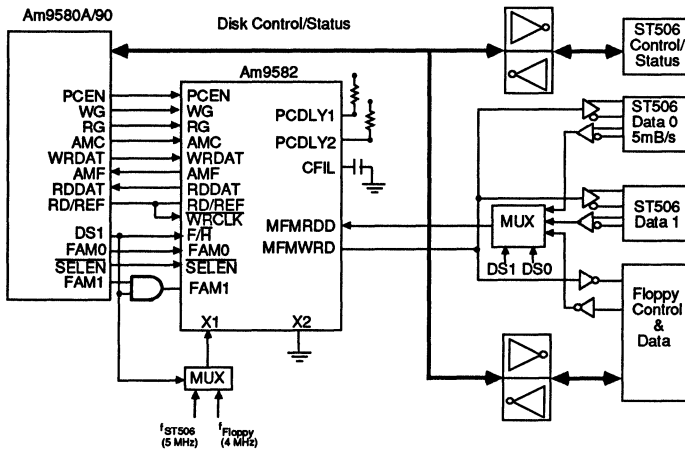 Am9580A/90
Disk Control/Status
Am9582
PCEN
WG
RG
AMC
WRDAT
AMF
RDDAT
RD/REF
DS1
FAM0
SELEN
FAM1
PCEN
WG
RG
AMC
WRDAT
AMF
RDDAT
RD/REF
WRCLK
F/H
FAM0
SELEN
FAM1
X1
X2
PCDLY1
PCDLY2
CFIL
MFMRDD
MFMWRD
MUX
fST506
(5 MHz)
fFloppy
(4 MHz)
MUX
DS1
DS0
ST506
Control/
Status
ST506
Data 0
5mB/s
ST506
Data 1
Floppy
Control
&
Data